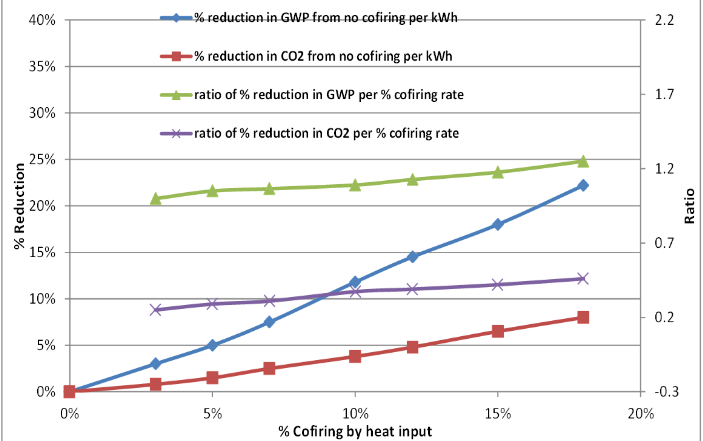 40%
35%
30%
25%
20%
15%
10%
5%
0%
% Reduction
% reduction in GWP from no cofiring per kWh
% reduction in CO2 from no cofiring per kWh
ratio of % reduction in GWP per % cofiring rate
ratio of % reduction in CO2 per % cofiring rate
2.2
1.7
1.2
0.7
0.2
-0.3
Ratio
0%
5%
10%
15%
20%
% Cofiring by heat input